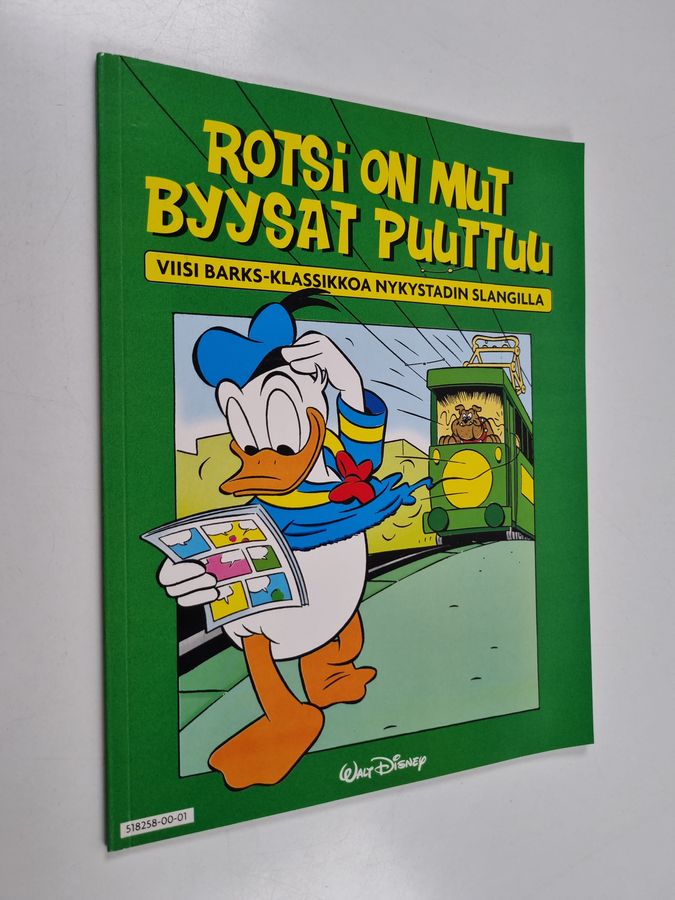 ROTSi ON MUT
BYYSAT PUUTTUU
VIISI BARKS-KLASSIKKOA NYKYSTADIN SLANGILLA
WALT DISNEY
518258-00-01